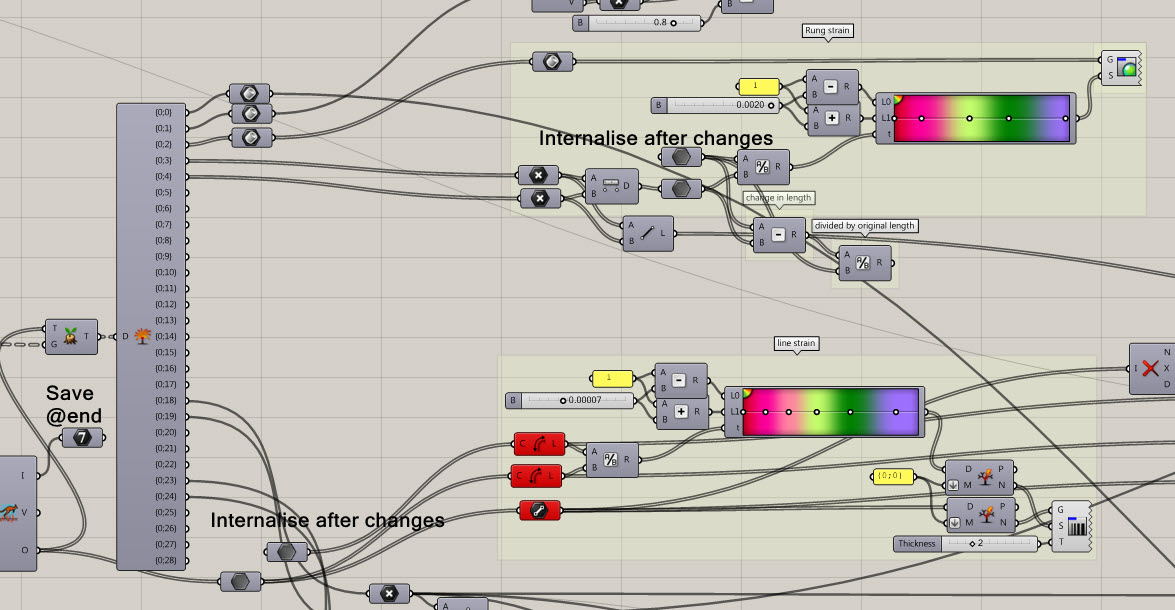 V
B
B 0.8
Rung strain
G
S
1
A
B
R
B 0.0020
A
B
R
L0
L1
t
Internalise after changes
A
B
R
A
B
D
change in length
A
B
L
A
B
R
divided by original length
A
B
R
{0;0}
{0;1}
{0;2}
{0;3}
{0;4}
{0;5}
{0;6}
{0;7}
{0;8}
{0;9}
{0;10}
{0;11}
{0;12}
{0;13}
{0;14}
{0;15}
{0;16}
{0;17}
{0;18}
{0;19}
{0;20}
{0;21}
{0;22}
{0;23}
{0;24}
{0;25}
{0;26}
{0;27}
{0;28}
T
G
T
D
Save
@end
7
I
V
O
line strain
N
I X
D
1
A
B
R
B 0.00007
A
B
R
L0
L1
t
C L
C L
A
B
R
{0;0}
D P
M N
D P
M N
G
S
T
Thickness 2
Internalise after changes
A